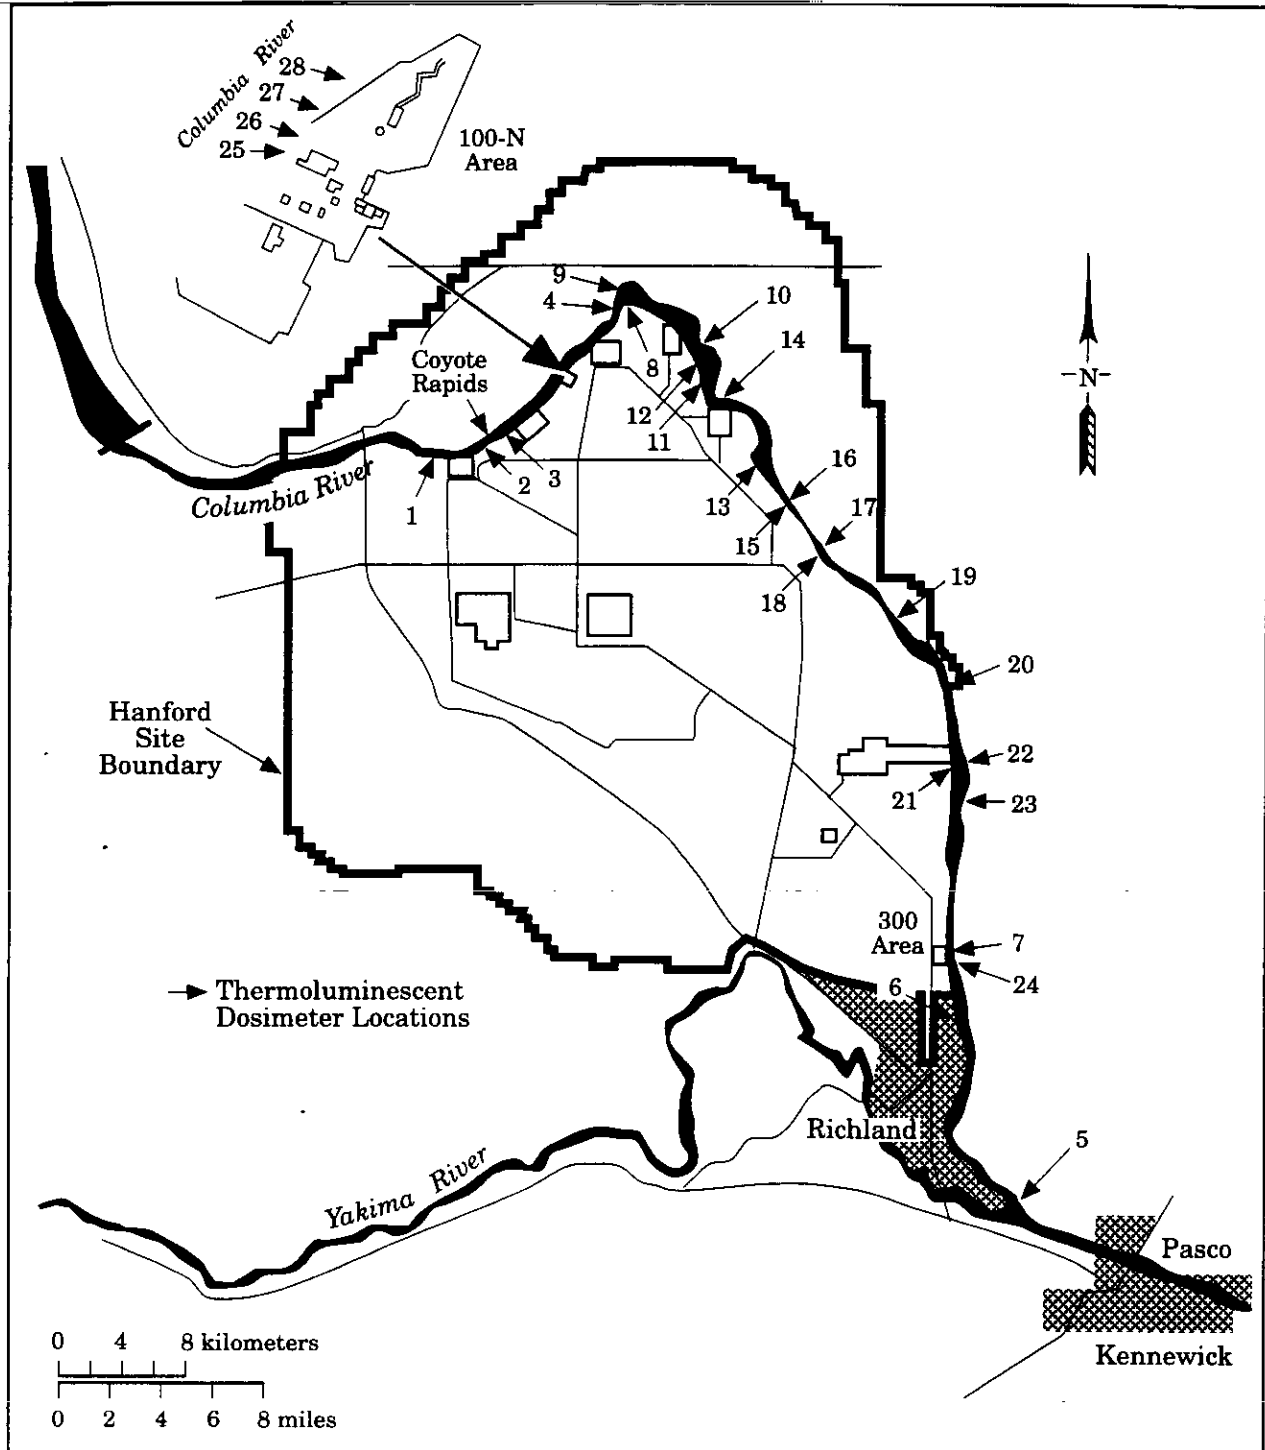 Columbia River
28
27
26
25
100-N
Area
9
4
10
8
14
Coyote
Rapids
12
11
3
2
1
13
16
15
17
18
Columbia River
N
19
20
Hanford
Site
Boundary
22
21
23
300
Area
7
24
6
Thermoluminescent
Dosimeter Locations
Richland
5
Yakima River
Pasco
Kennewick
0 4 8 kilometers
0 2 4 6 8 miles